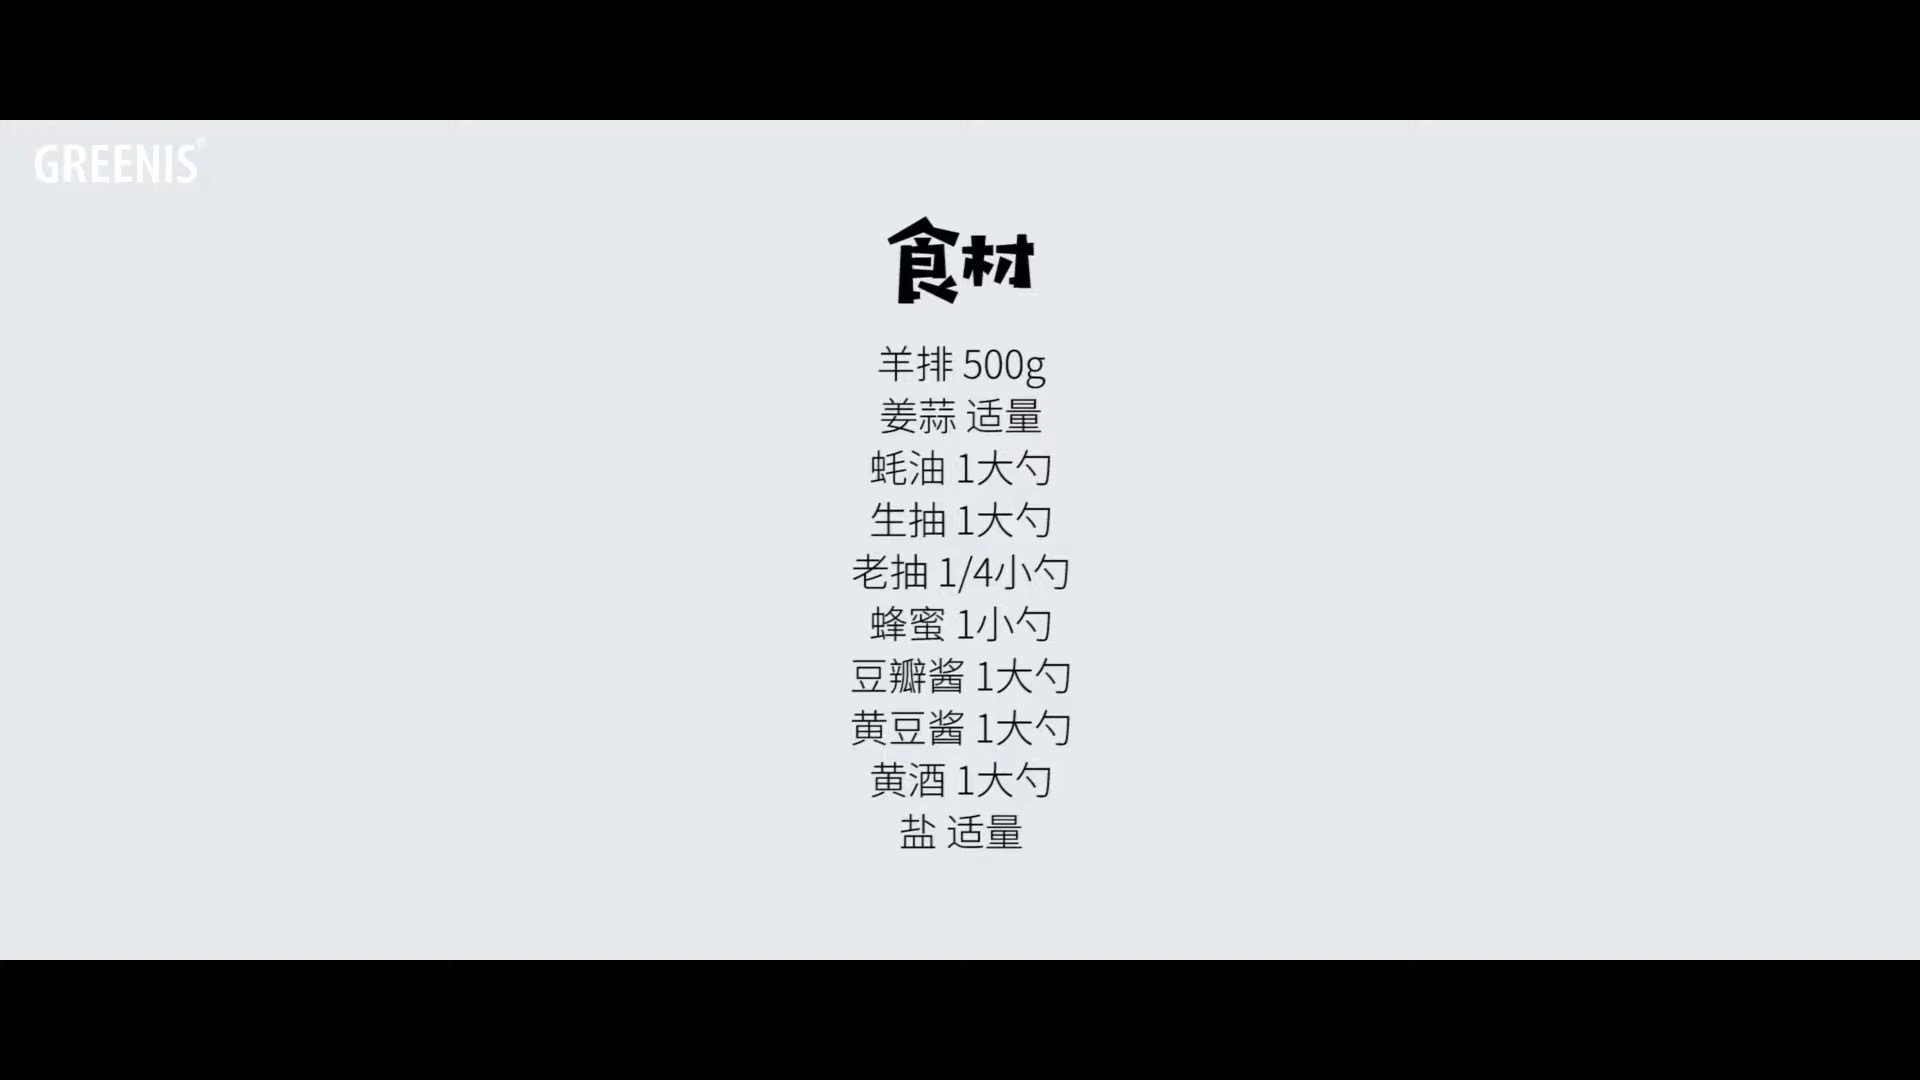 GREENIS®
食材
羊排 500g
姜蒜 适量
蚝油 1大勺
生抽 1大勺
老抽 1/4小勺
蜂蜜 1小勺
豆瓣酱 1大勺
黄豆酱 1大勺
黄酒 1大勺
盐 适量